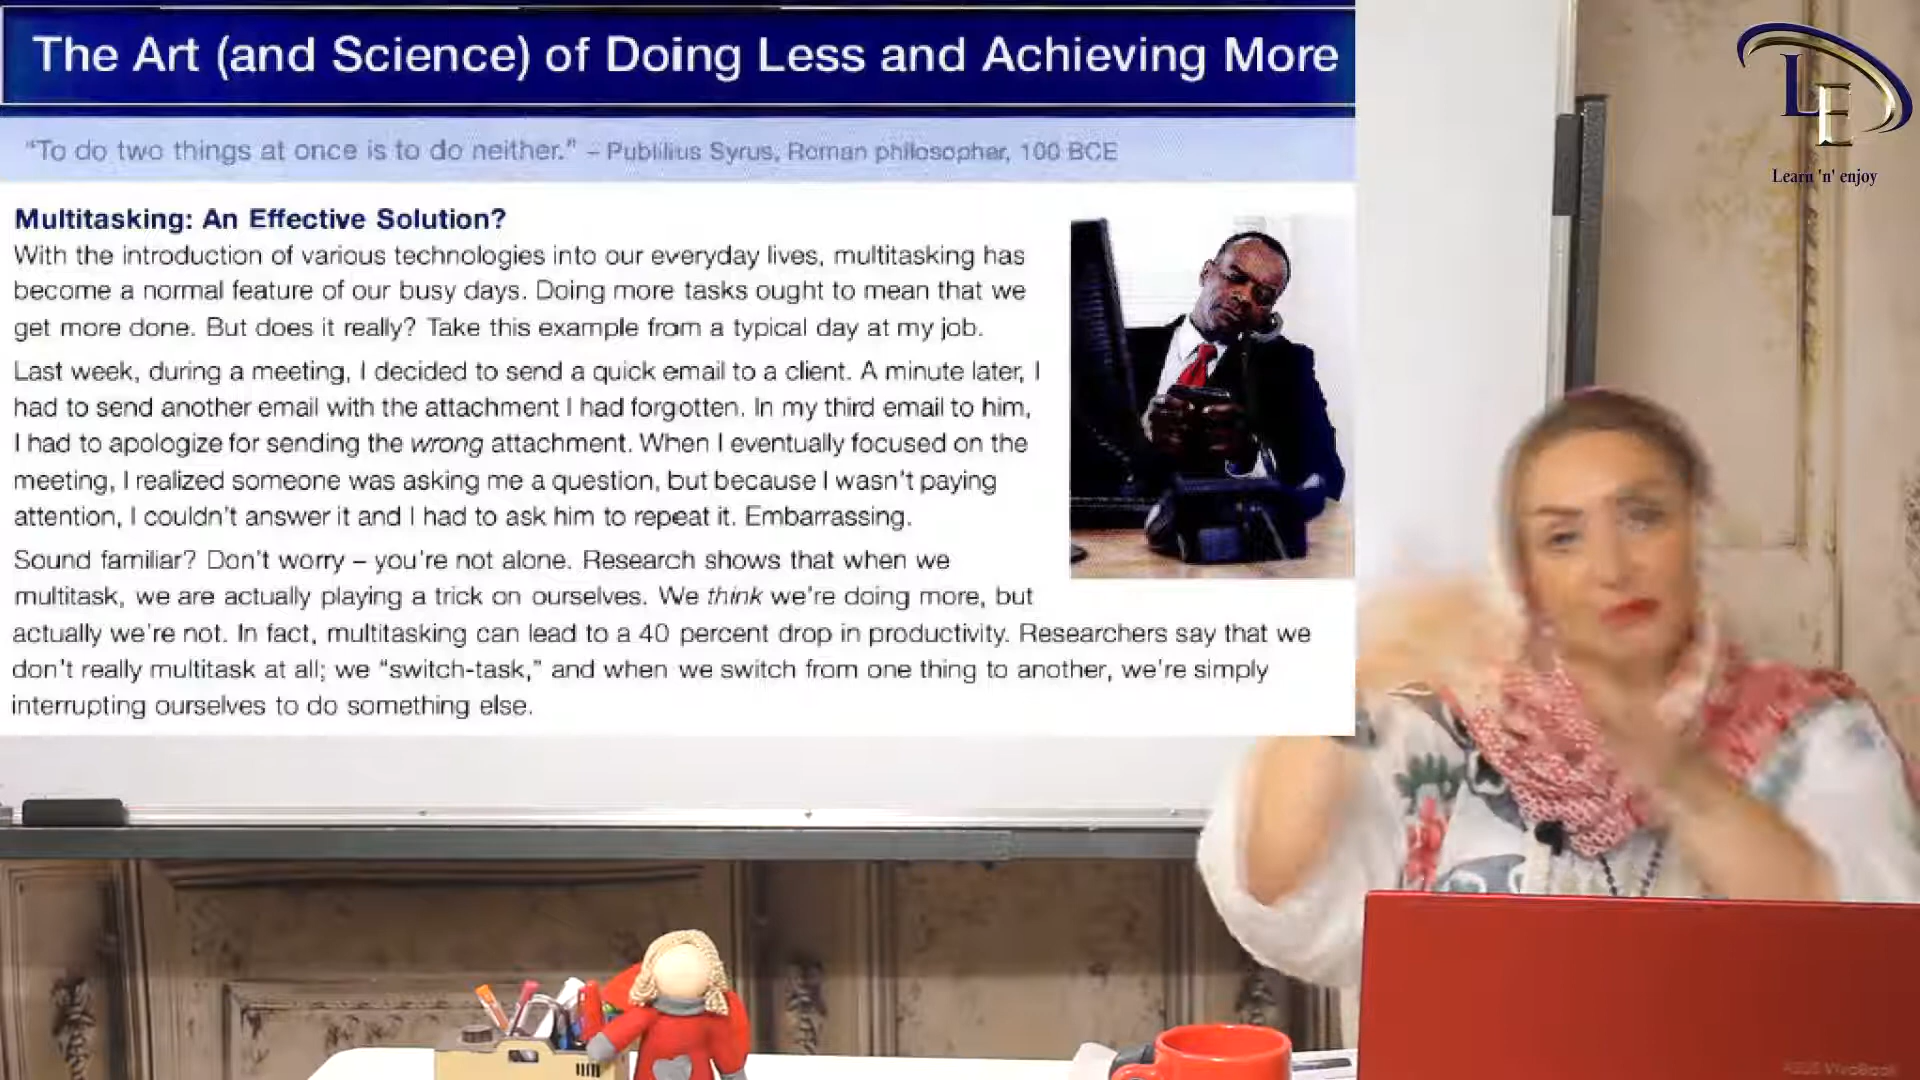 The Art (and Science) of Doing Less and Achieving More
"To do two things at once is to do neither." – Publilius Syrus, Roman philosopher, 100 BCE
Multitasking: An Effective Solution?
With the introduction of various technologies into our everyday lives, multitasking has
become a normal feature of our busy days. Doing more tasks ought to mean that we
get more done. But does it really? Take this example from a typical day at my job.
Last week, during a meeting, I decided to send a quick email to a client. A minute later, I
had to send another email with the attachment I had forgotten. In my third email to him,
I had to apologize for sending the wrong attachment. When I eventually focused on the
meeting, I realized someone was asking me a question, but because I wasn't paying
attention, I couldn't answer it and I had to ask him to repeat it. Embarrassing.
Sound familiar? Don't worry – you're not alone. Research shows that when we
multitask, we are actually playing a trick on ourselves. We think we're doing more, but
actually we're not. In fact, multitasking can lead to a 40 percent drop in productivity. Researchers say that we
don't really multitask at all; we "switch-task," and when we switch from one thing to another, we're simply
interrupting ourselves to do something else.
LE
Learn 'n' enjoy
ASUS VivoBook